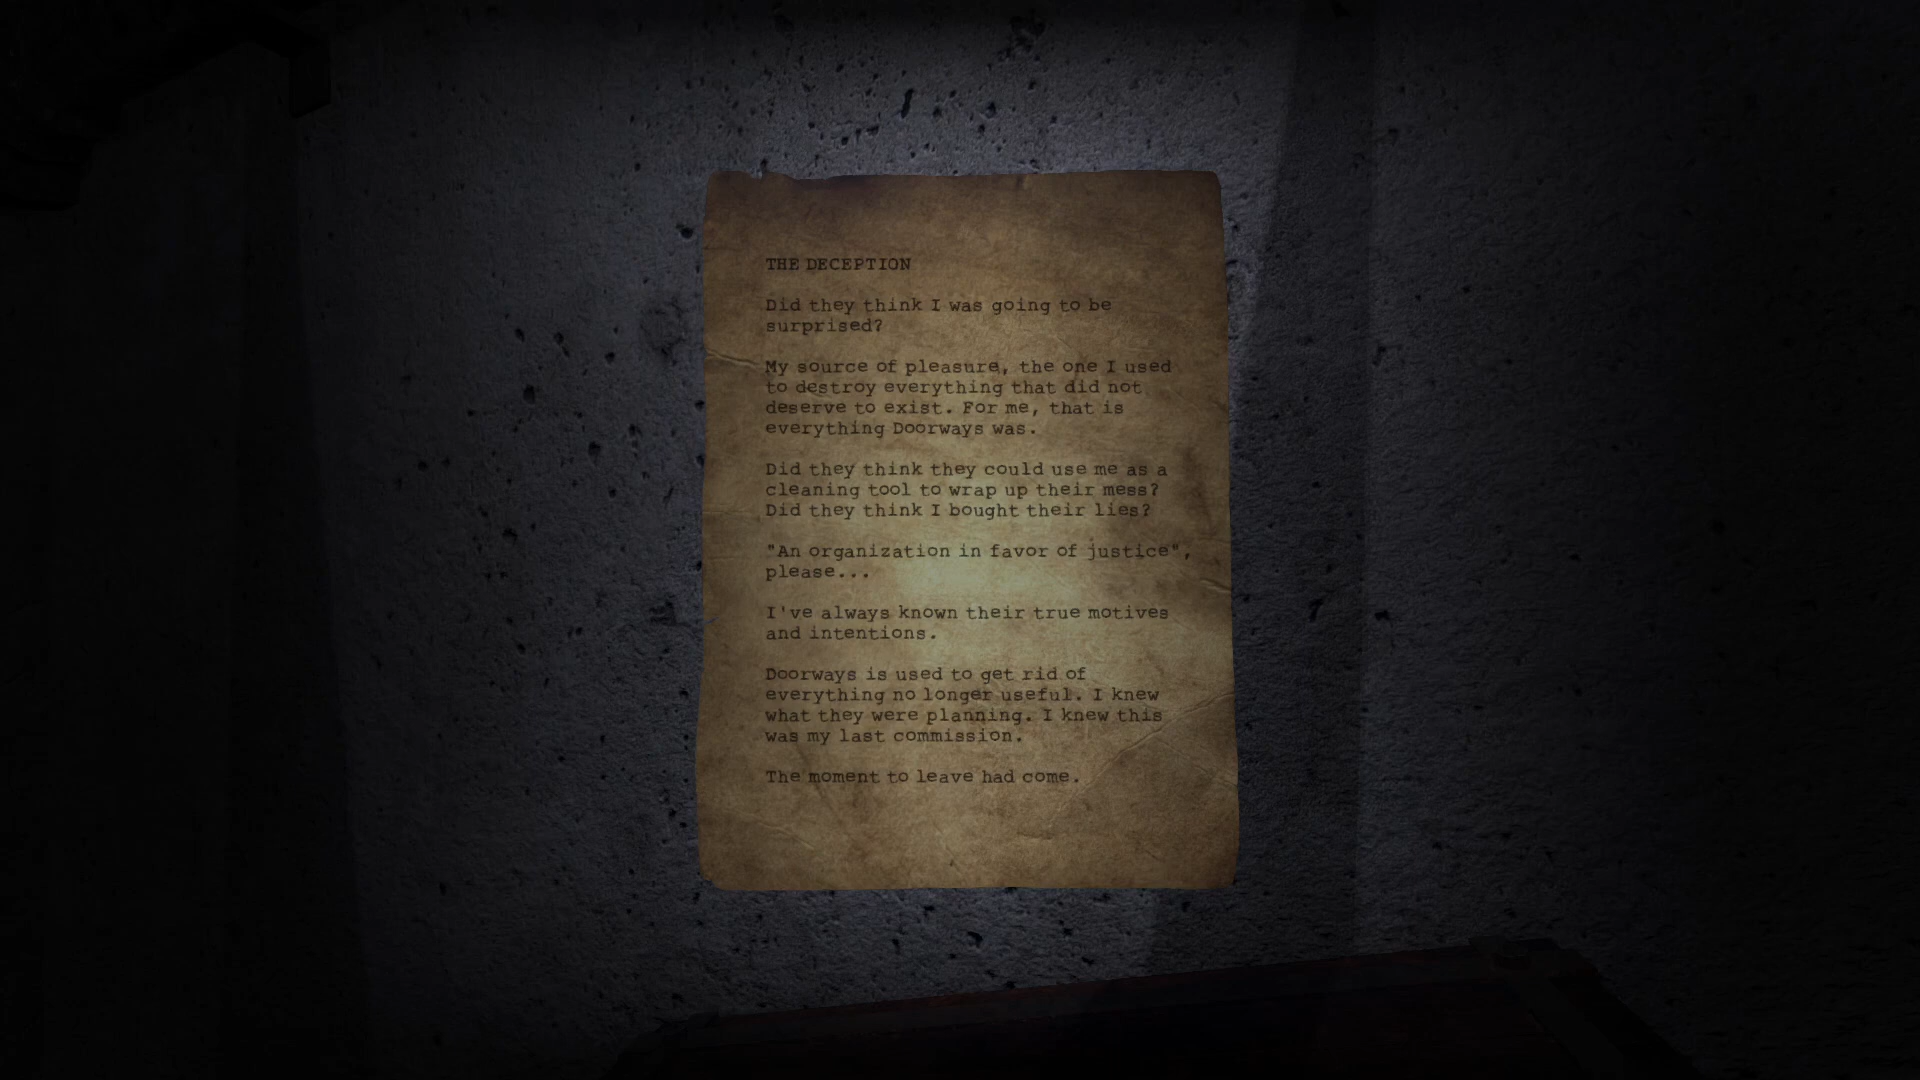 THE DECEPTION
Did they think I was going to be
surprised?
My source of pleasure, the one I used
to destroy everything that did not
deserve to exist. For me, that is
everything Doorways was.
Did they think they could use me as a
cleaning tool to wrap up their mess?
Did they think I bought their lies?
"An organization in favor of justice",
please...
I've always known their true motives
and intentions.
Doorways is used to get rid of
everything no longer useful. I knew
what they were planning. I knew this
was my last commission.
The moment to leave had come.